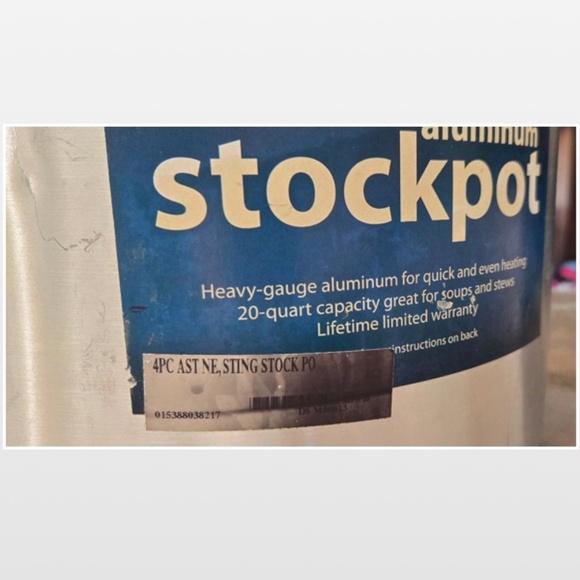 aluminum
stockpot
Heavy-gauge aluminum for quick and even heating
20-quart capacity great for soups and stews
Lifetime limited warranty
instructions on back
4PC AST NE,STING STOCK PO
015388038217